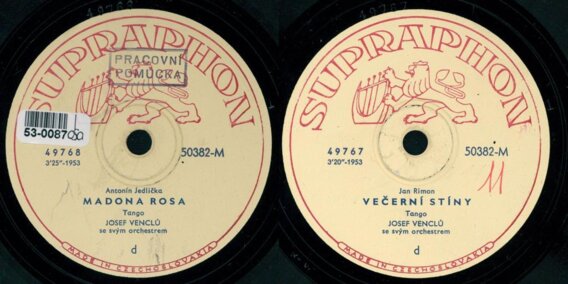 SUPRAPHON
PRACOVNÍ
POMŮCKA
53-0087
49768
3'25"-1953
50382-M
Antonín Jedlička
MADONA ROSA
Tango
JOSEF VENCLŮ
se svým orchestrem
d
MADE IN CZECHOSLOVAKIA
49767
SUPRAPHON
49767
3'20"-1953
50382-M
11
Jan Rimon
VEČERNÍ STÍNY
Tango
JOSEF VENCLŮ
se svým orchestrem
d
MADE IN CZECHOSLOVAKIA